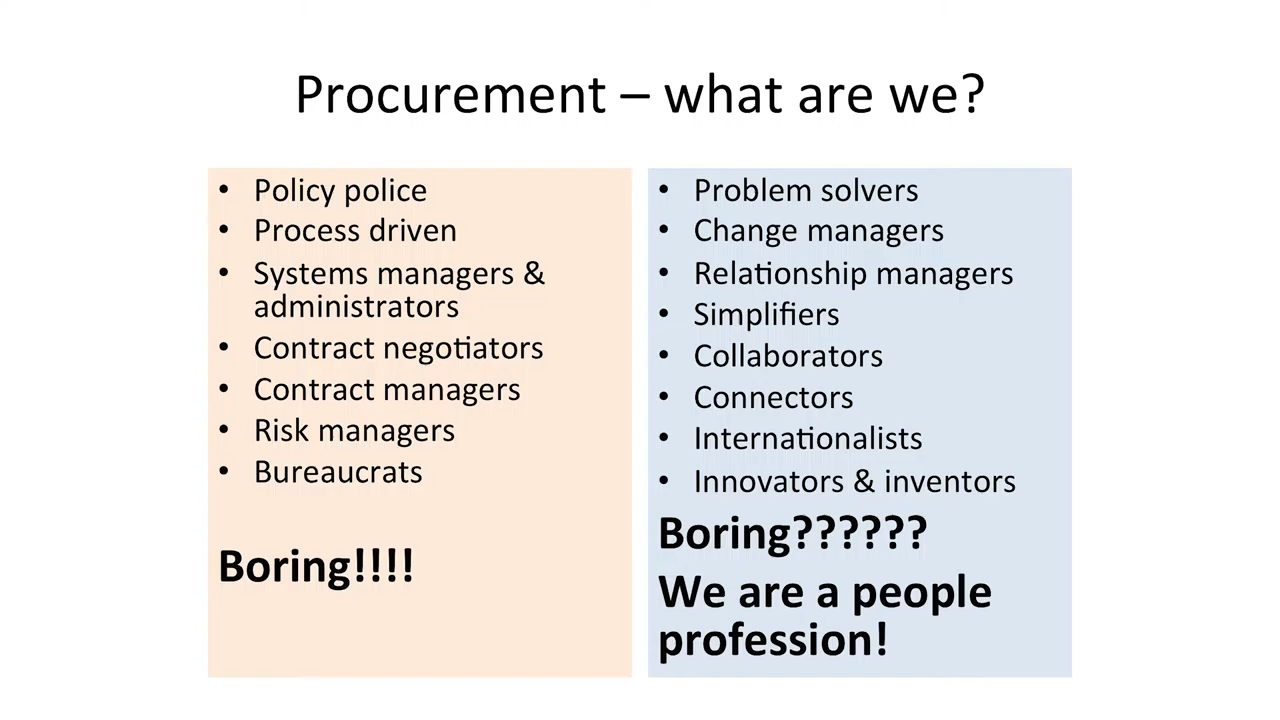 Procurement – what are we?
• Policy police
• Process driven
• Systems managers &
administrators
• Contract negotiators
• Contract managers
• Risk managers
• Bureaucrats
Boring!!!!
• Problem solvers
• Change managers
• Relationship managers
• Simplifiers
• Collaborators
• Connectors
• Internationalists
• Innovators & inventors
Boring??????
We are a people
profession!